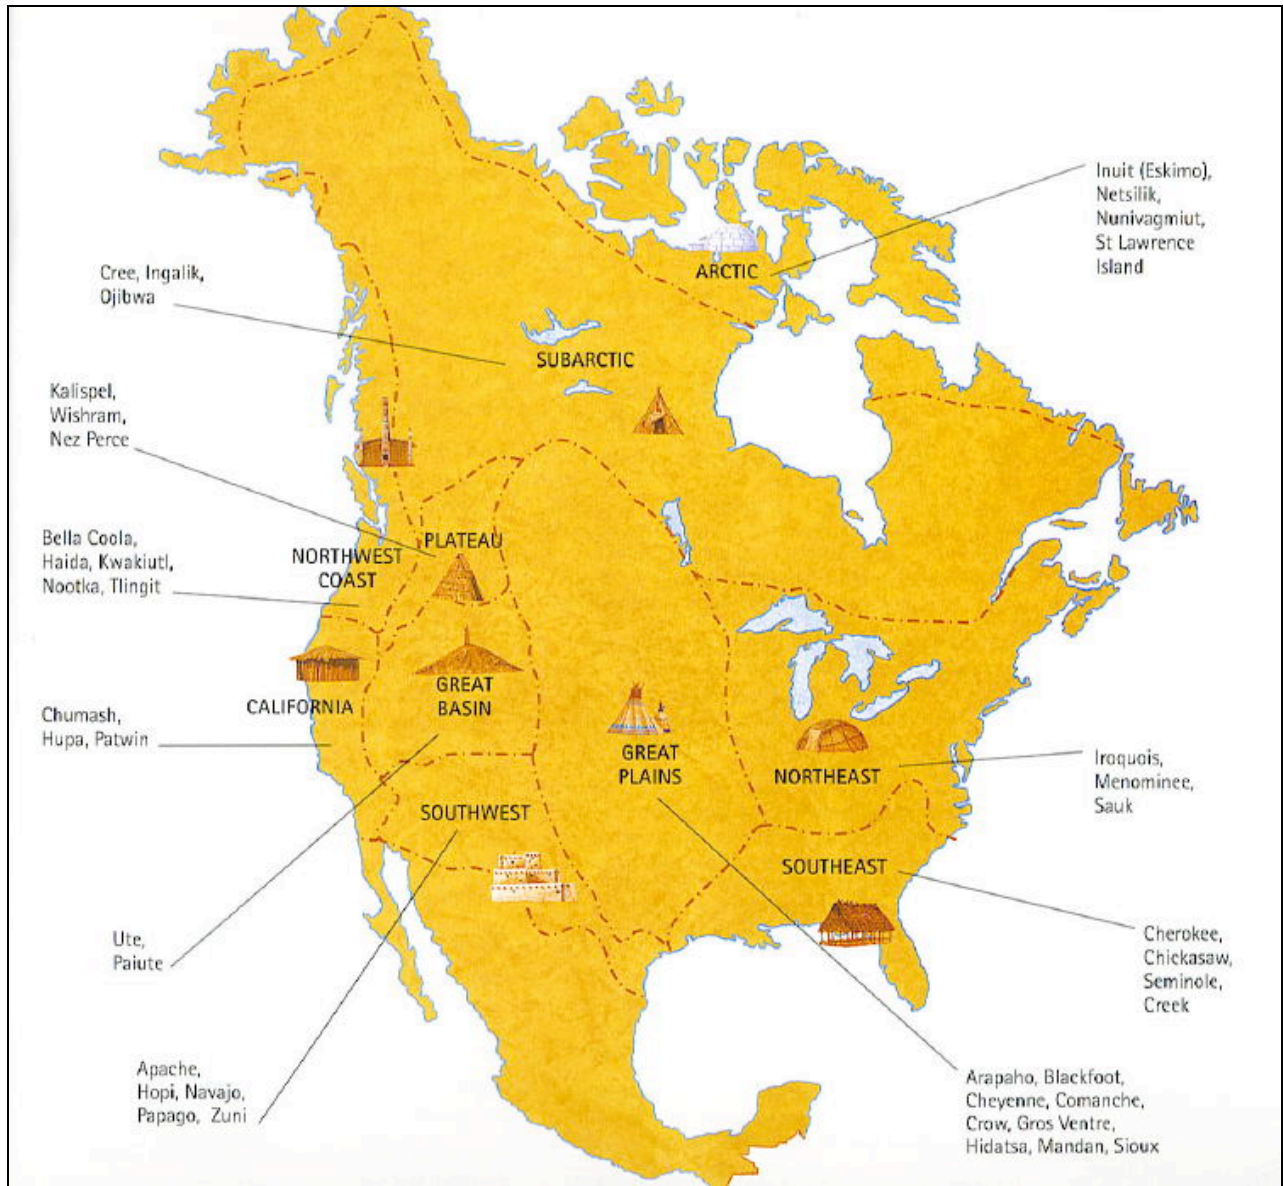 Inuit (Eskimo),
Netsilik,
Nunivagmiut,
St Lawrence
Island
ARCTIC
Cree, Ingalik,
Ojibwa
SUBARCTIC
Kalispel,
Wishram,
Nez Perce
PLATEAU
Bella Coola,
Haida, Kwakiutl,
Nootka, Tlingit
NORTHWEST
COAST
GREAT
BASIN
CALIFORNIA
Chumash,
Hupa, Patwin
GREAT
PLAINS
NORTHEAST
Iroquois,
Menominee,
Sauk
SOUTHWEST
SOUTHEAST
Ute,
Paiute
Cherokee,
Chickasaw,
Seminole,
Creek
Apache,
Hopi, Navajo,
Papago, Zuni
Arapaho, Blackfoot,
Cheyenne, Comanche,
Crow, Gros Ventre,
Hidatsa, Mandan, Sioux